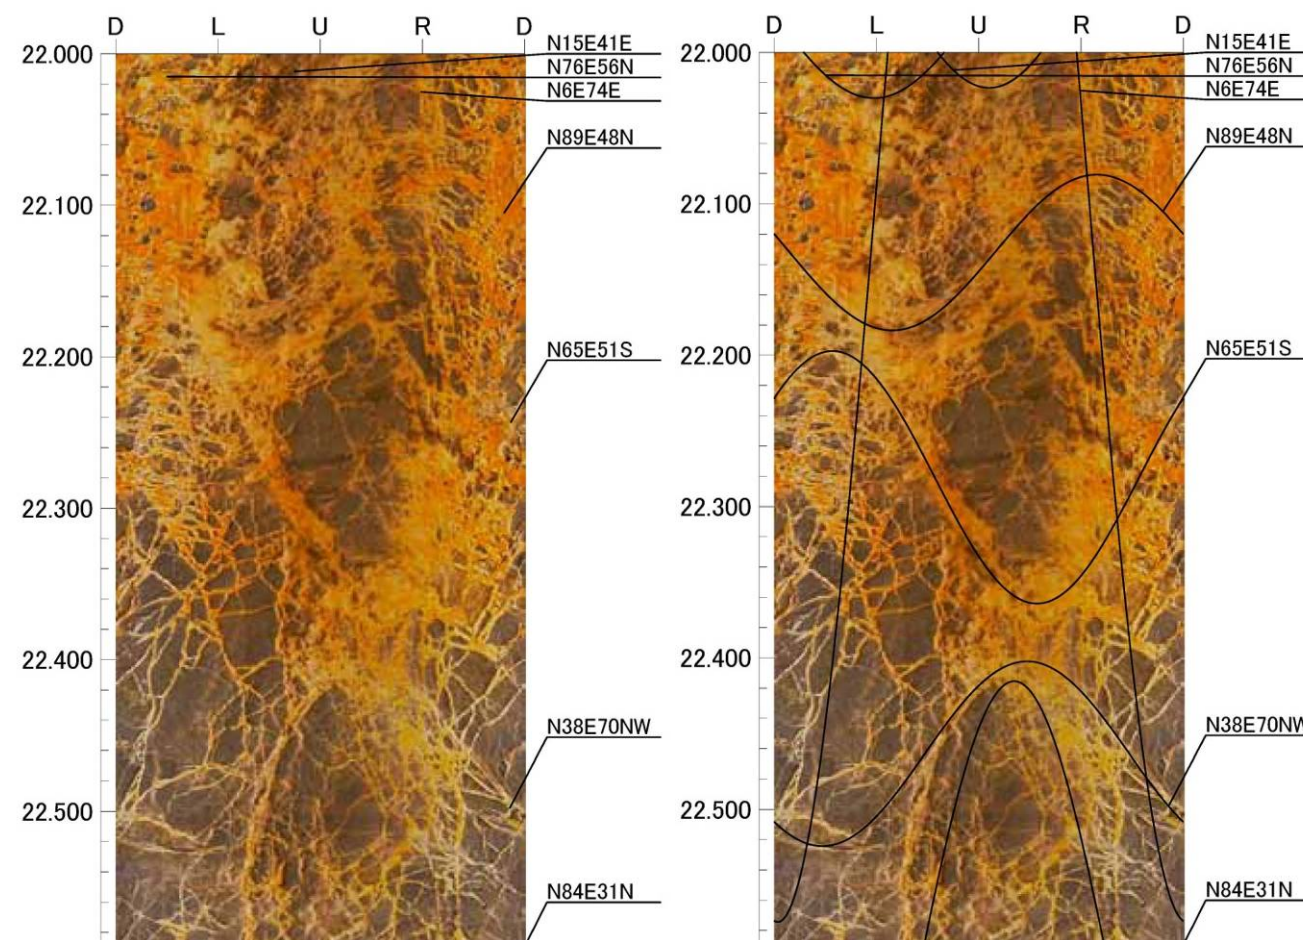 D L U R D
22.000
22.100
22.200
22.300
22.400
22.500
N15E41E
N76E56N
N6E74E
N89E48N
N65E51S
N38E70NW
N84E31N
D L U R D
22.000
22.100
22.200
22.300
22.400
22.500
N15E41E
N76E56N
N6E74E
N89E48N
N65E51S
N38E70NW
N84E31N